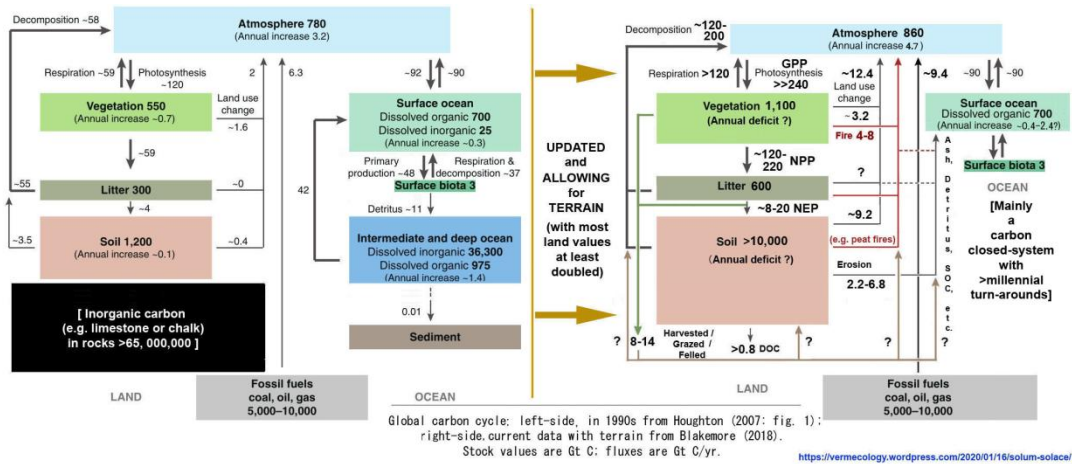 Decomposition ~58
Atmosphere 780
(Annual increase 3.2)
Respiration
~59
Photosynthesis
~120
2
6.3
~92
~90
Vegetation 550
(Annual increase ~0.7)
Land use
change
~1.6
~59
~55
Litter 300
~0
~4
~3.5
Soil 1,200
(Annual increase ~0.1)
~0.4
[ Inorganic carbon
(e.g. limestone or chalk)
in rocks >65, 000,000 ]
LAND
Fossil fuels
coal, oil, gas
5,000–10,000
Surface ocean
Dissolved organic 700
Dissolved inorganic 25
(Annual increase ~0.3)
Primary
production ~48
Respiration &
decomposition ~37
Surface biota 3
42
Detritus ~11
Intermediate and deep ocean
Dissolved inorganic 36,300
Dissolved organic 975
(Annual increase ~1.4)
0.01
Sediment
OCEAN
UPDATED
and
ALLOWING
for
TERRAIN
(with most
land values
at least
doubled)
Decomposition ~120-
200
Atmosphere 860
(Annual increase 4.7)
Respiration >120
GPP
Photosynthesis
>>240
~12.4
Land use
change
~9.4
~90
~90
Vegetation 1,100
(Annual deficit ?)
~3.2
Fire 4-8
~120-
220 NPP
?
Litter 600
~8-20 NEP
~9.2
Soil >10,000
(Annual deficit ?)
(e.g. peat fires)
Erosion
2.2-6.8
Ash, Detritus, SOC, etc.
Surface ocean
Dissolved organic 700
(Annual increase ~0.4–2.4?)
Surface biota 3
OCEAN
[Mainly
a
carbon
closed-system
with
>millennial
turn-arounds]
? 8-14
Harvested /
Grazed /
Felled
>0.8 DOC
?
?
?
LAND
Fossil fuels
coal, oil, gas
5,000–10,000
Global carbon cycle: left-side, in 1990s from Houghton (2007: fig. 1);
right-side.current data with terrain from Blakemore (2018).
Stock values are Gt C; fluxes are Gt C/yr.
https://vermecology.wordpress.com/2020/01/16/solum-solace/